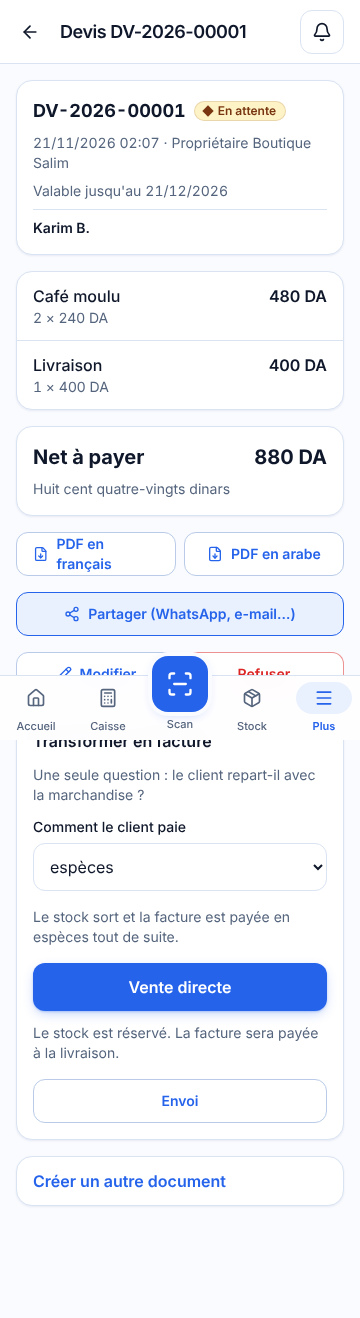 Devis DV-2026-00001
DV-2026-00001
En attente
21/11/2026 02:07 · Propriétaire Boutique
Salim
Valable jusqu'au 21/12/2026
Karim B.
Café moulu
480 DA
2 × 240 DA
Livraison
400 DA
1 × 400 DA
Net à payer
880 DA
Huit cent quatre-vingts dinars
PDF en
français
PDF en arabe
Partager (WhatsApp, e-mail…)
Modifier
Refuser
Accueil
Caisse
Scan
Stock
Plus
Transformer en facture
Une seule question : le client repart-il avec
la marchandise ?
Comment le client paie
espèces
Le stock sort et la facture est payée en
espèces tout de suite.
Vente directe
Le stock est réservé. La facture sera payée
à la livraison.
Envoi
Créer un autre document